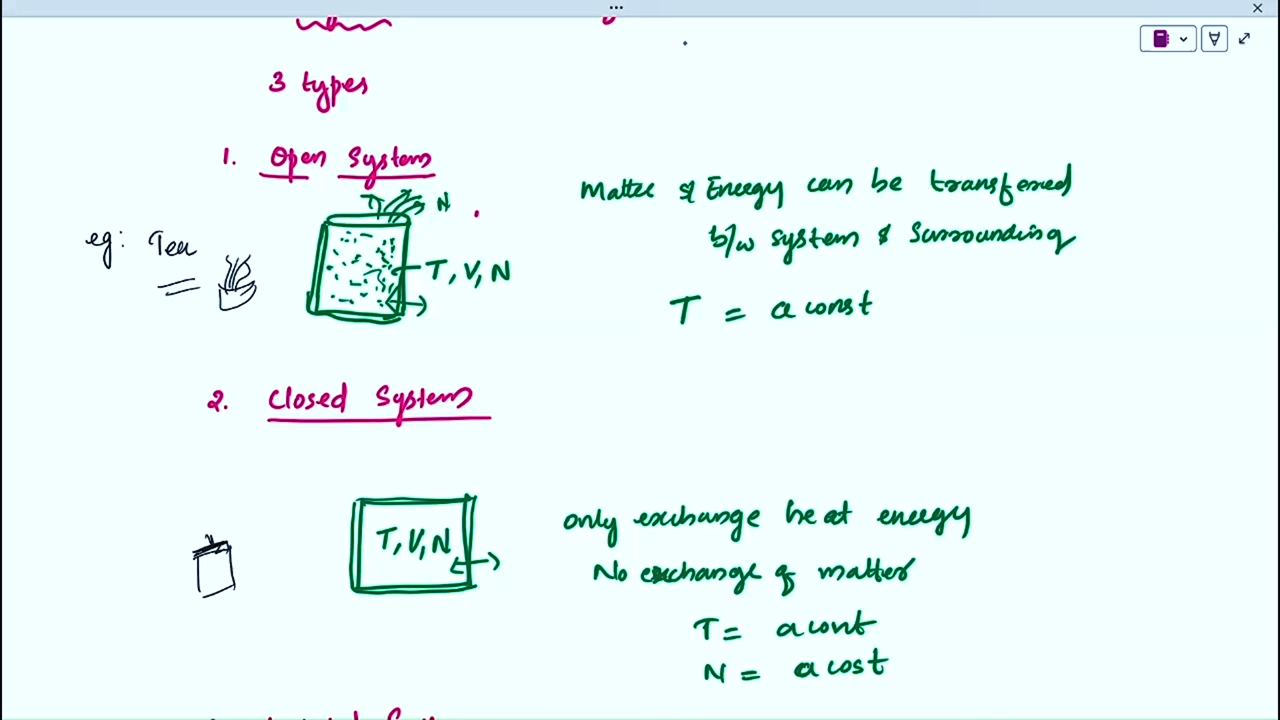 3 types
1. Open System
N
eg: Tea
T, V, N
Matter & Energy can be transfered
b/w system & Surrounding
T = a const
2. Closed System
T, V, N
only exchange heat energy
No exchange of matter
T = a cont
N = a cost